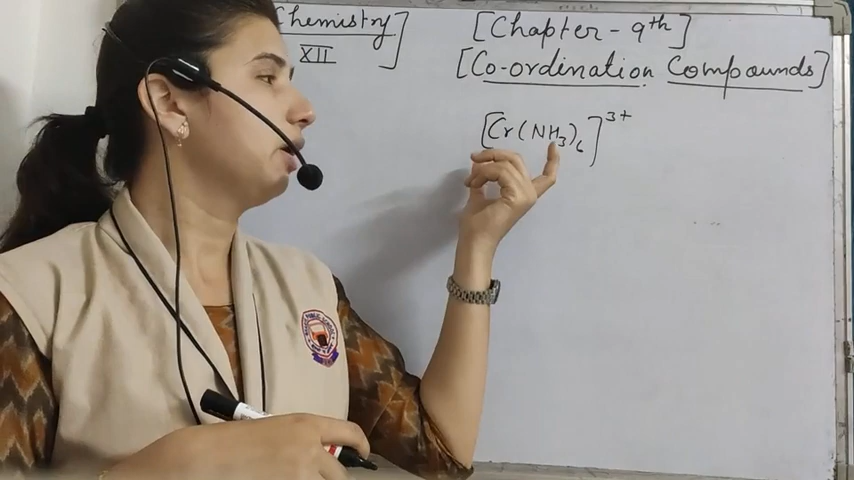 Chemistry]
XII
[Chapter - 9th]
[Co-ordination Compounds]
[Cr(NH3)6]3+